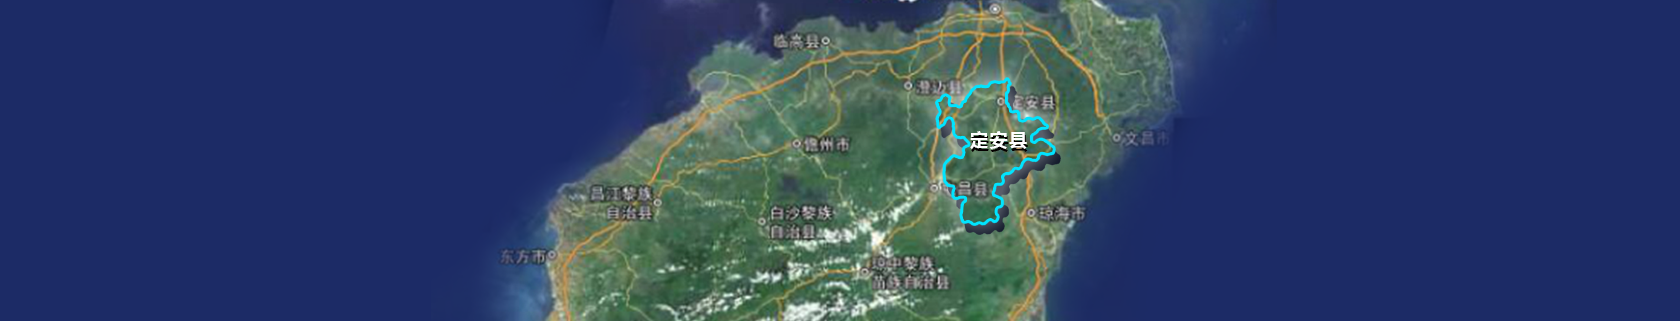 临高县
澄迈县
定安县
定安县
文昌市
儋州市
昌县
昌江黎族
自治县
白沙黎族
自治县
琼海市
东方市
琼中黎族
苗族自治县